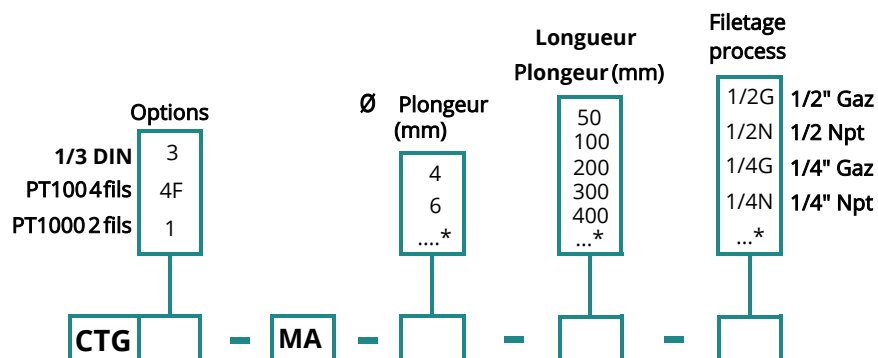 Options
1/3 DIN 3
PT100 4 fils 4F
PT1000 2 fils 1
Ø Plongeur
(mm)
4
6
....*
Longueur
Plongeur (mm)
50
100
200
300
400
...*
Filetage
process
1/2G 1/2" Gaz
1/2N 1/2 Npt
1/4G 1/4" Gaz
1/4N 1/4" Npt
...*
CTG - MA - - -